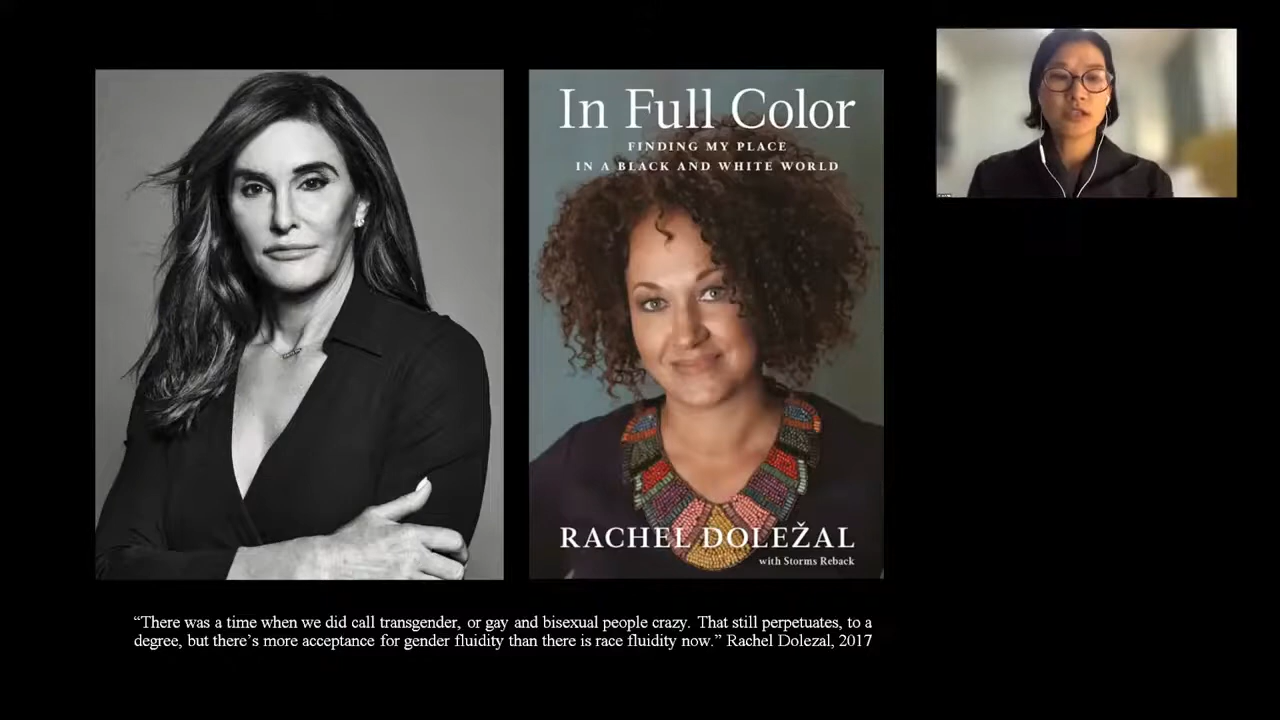 In Full Color
FINDING MY PLACE
IN A BLACK AND WHITE WORLD
RACHEL DOLEŽAL
with Storms Reback
“There was a time when we did call transgender, or gay and bisexual people crazy. That still perpetuates, to a
degree, but there’s more acceptance for gender fluidity than there is race fluidity now.” Rachel Dolezal, 2017